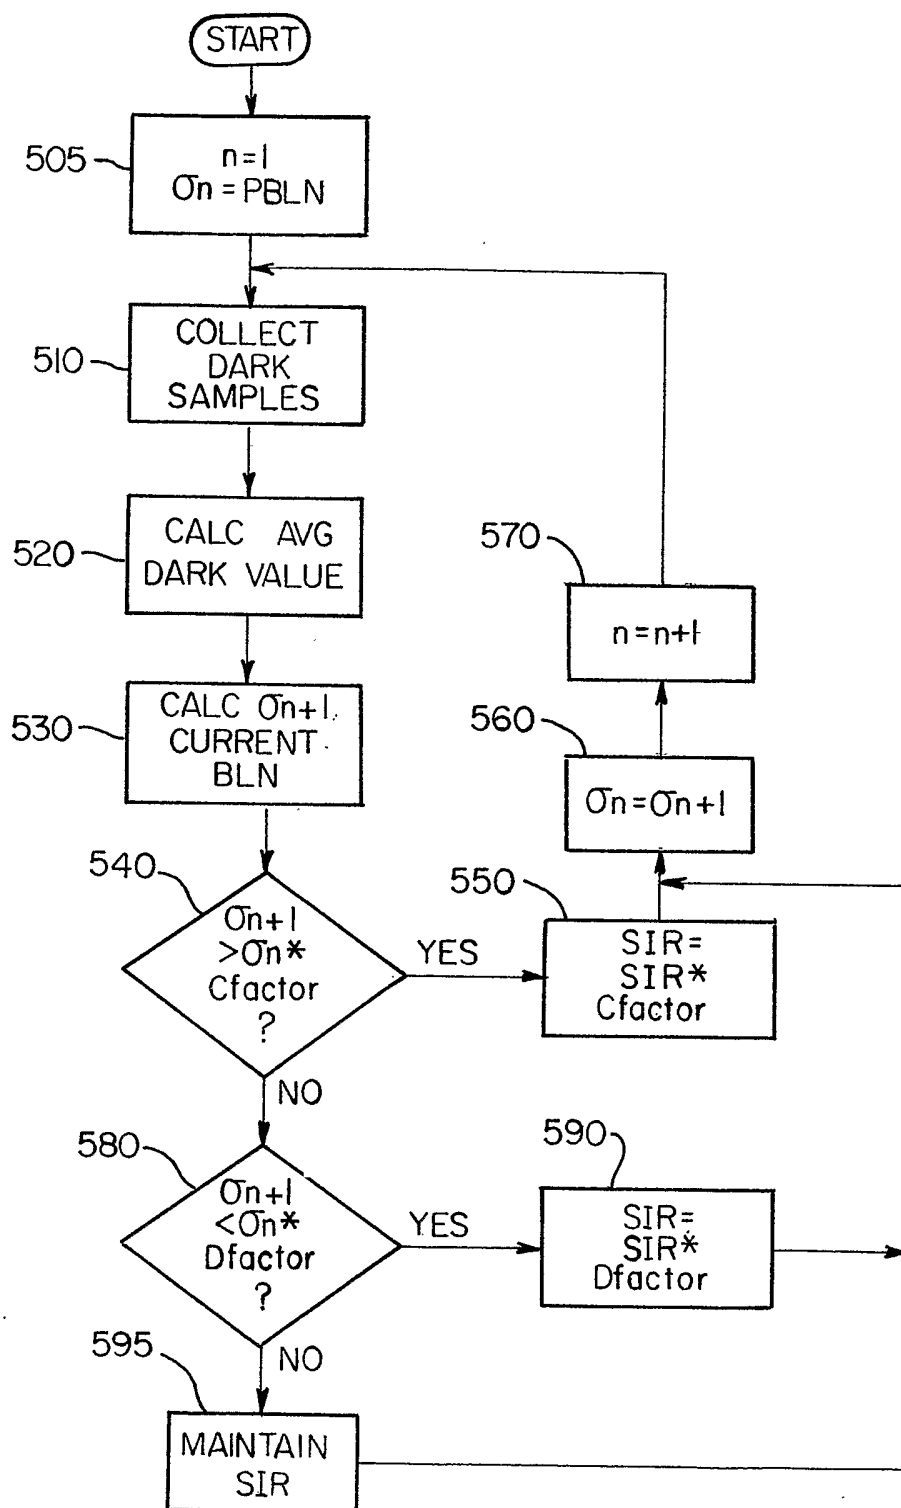 START
505
n=1
σn = PBLN
510
COLLECT
DARK
SAMPLES
520
CALC AVG
DARK VALUE
530
CALC σn+1
CURRENT
BLN
540
σn+1
>σn*
Cfactor
?
YES
NO
550
SIR=
SIR*
Cfactor
560
σn=σn+1
570
n=n+1
580
σn+1
<σn*
Dfactor
?
YES
NO
590
SIR=
SIR*
Dfactor
595
MAINTAIN
SIR